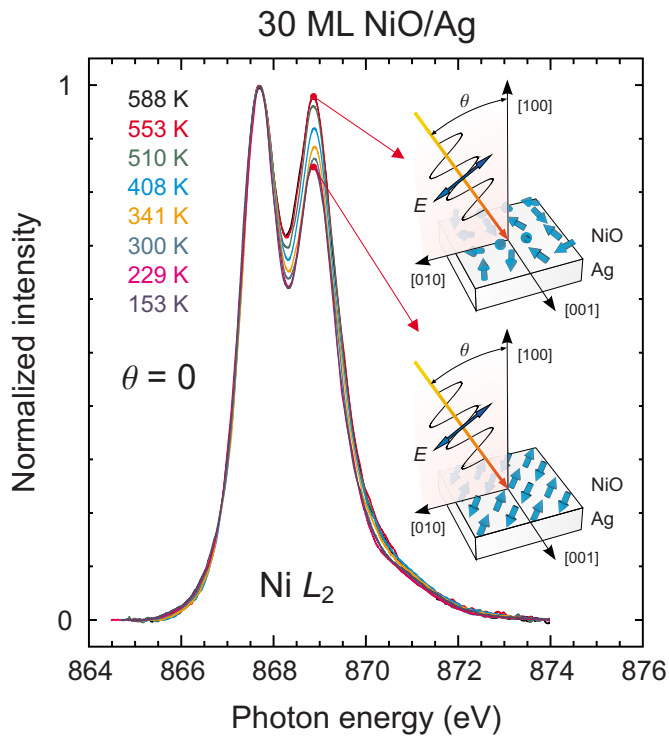 30 ML NiO/Ag
Normalized intensity
1
0
588 K
553 K
510 K
408 K
341 K
300 K
229 K
153 K
θ = 0
Ni L₂
θ
[100]
E
NiO
Ag
[010]
[001]
θ
[100]
E
NiO
Ag
[010]
[001]
864 866 868 870 872 874 876
Photon energy (eV)